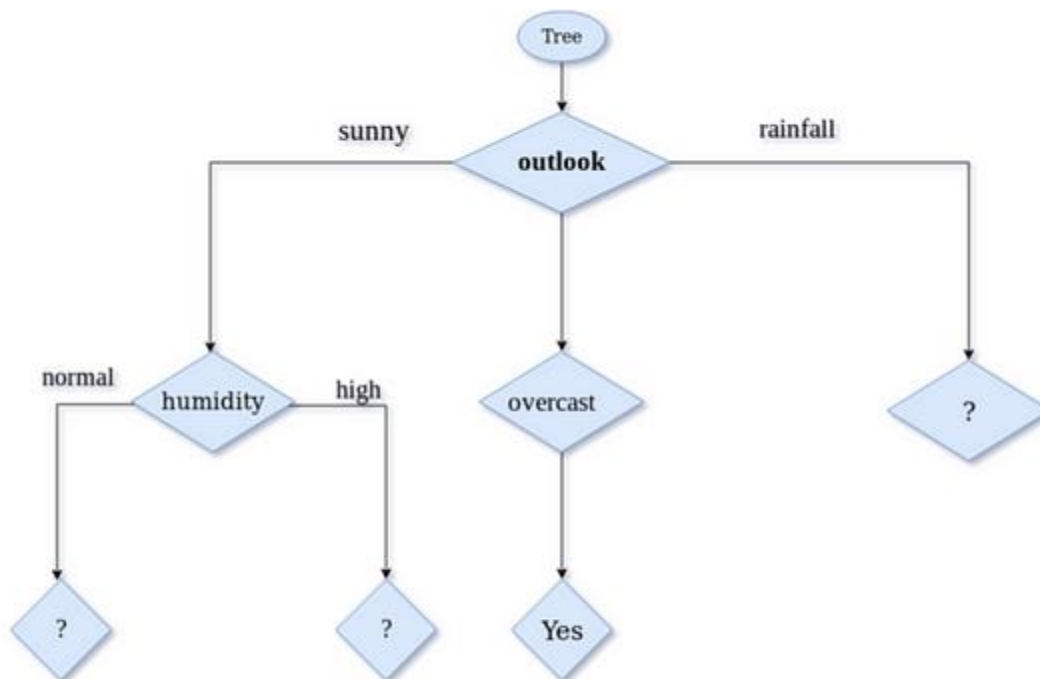 Tree
sunny
rainfall
outlook
normal
humidity
high
overcast
?
?
?
Yes